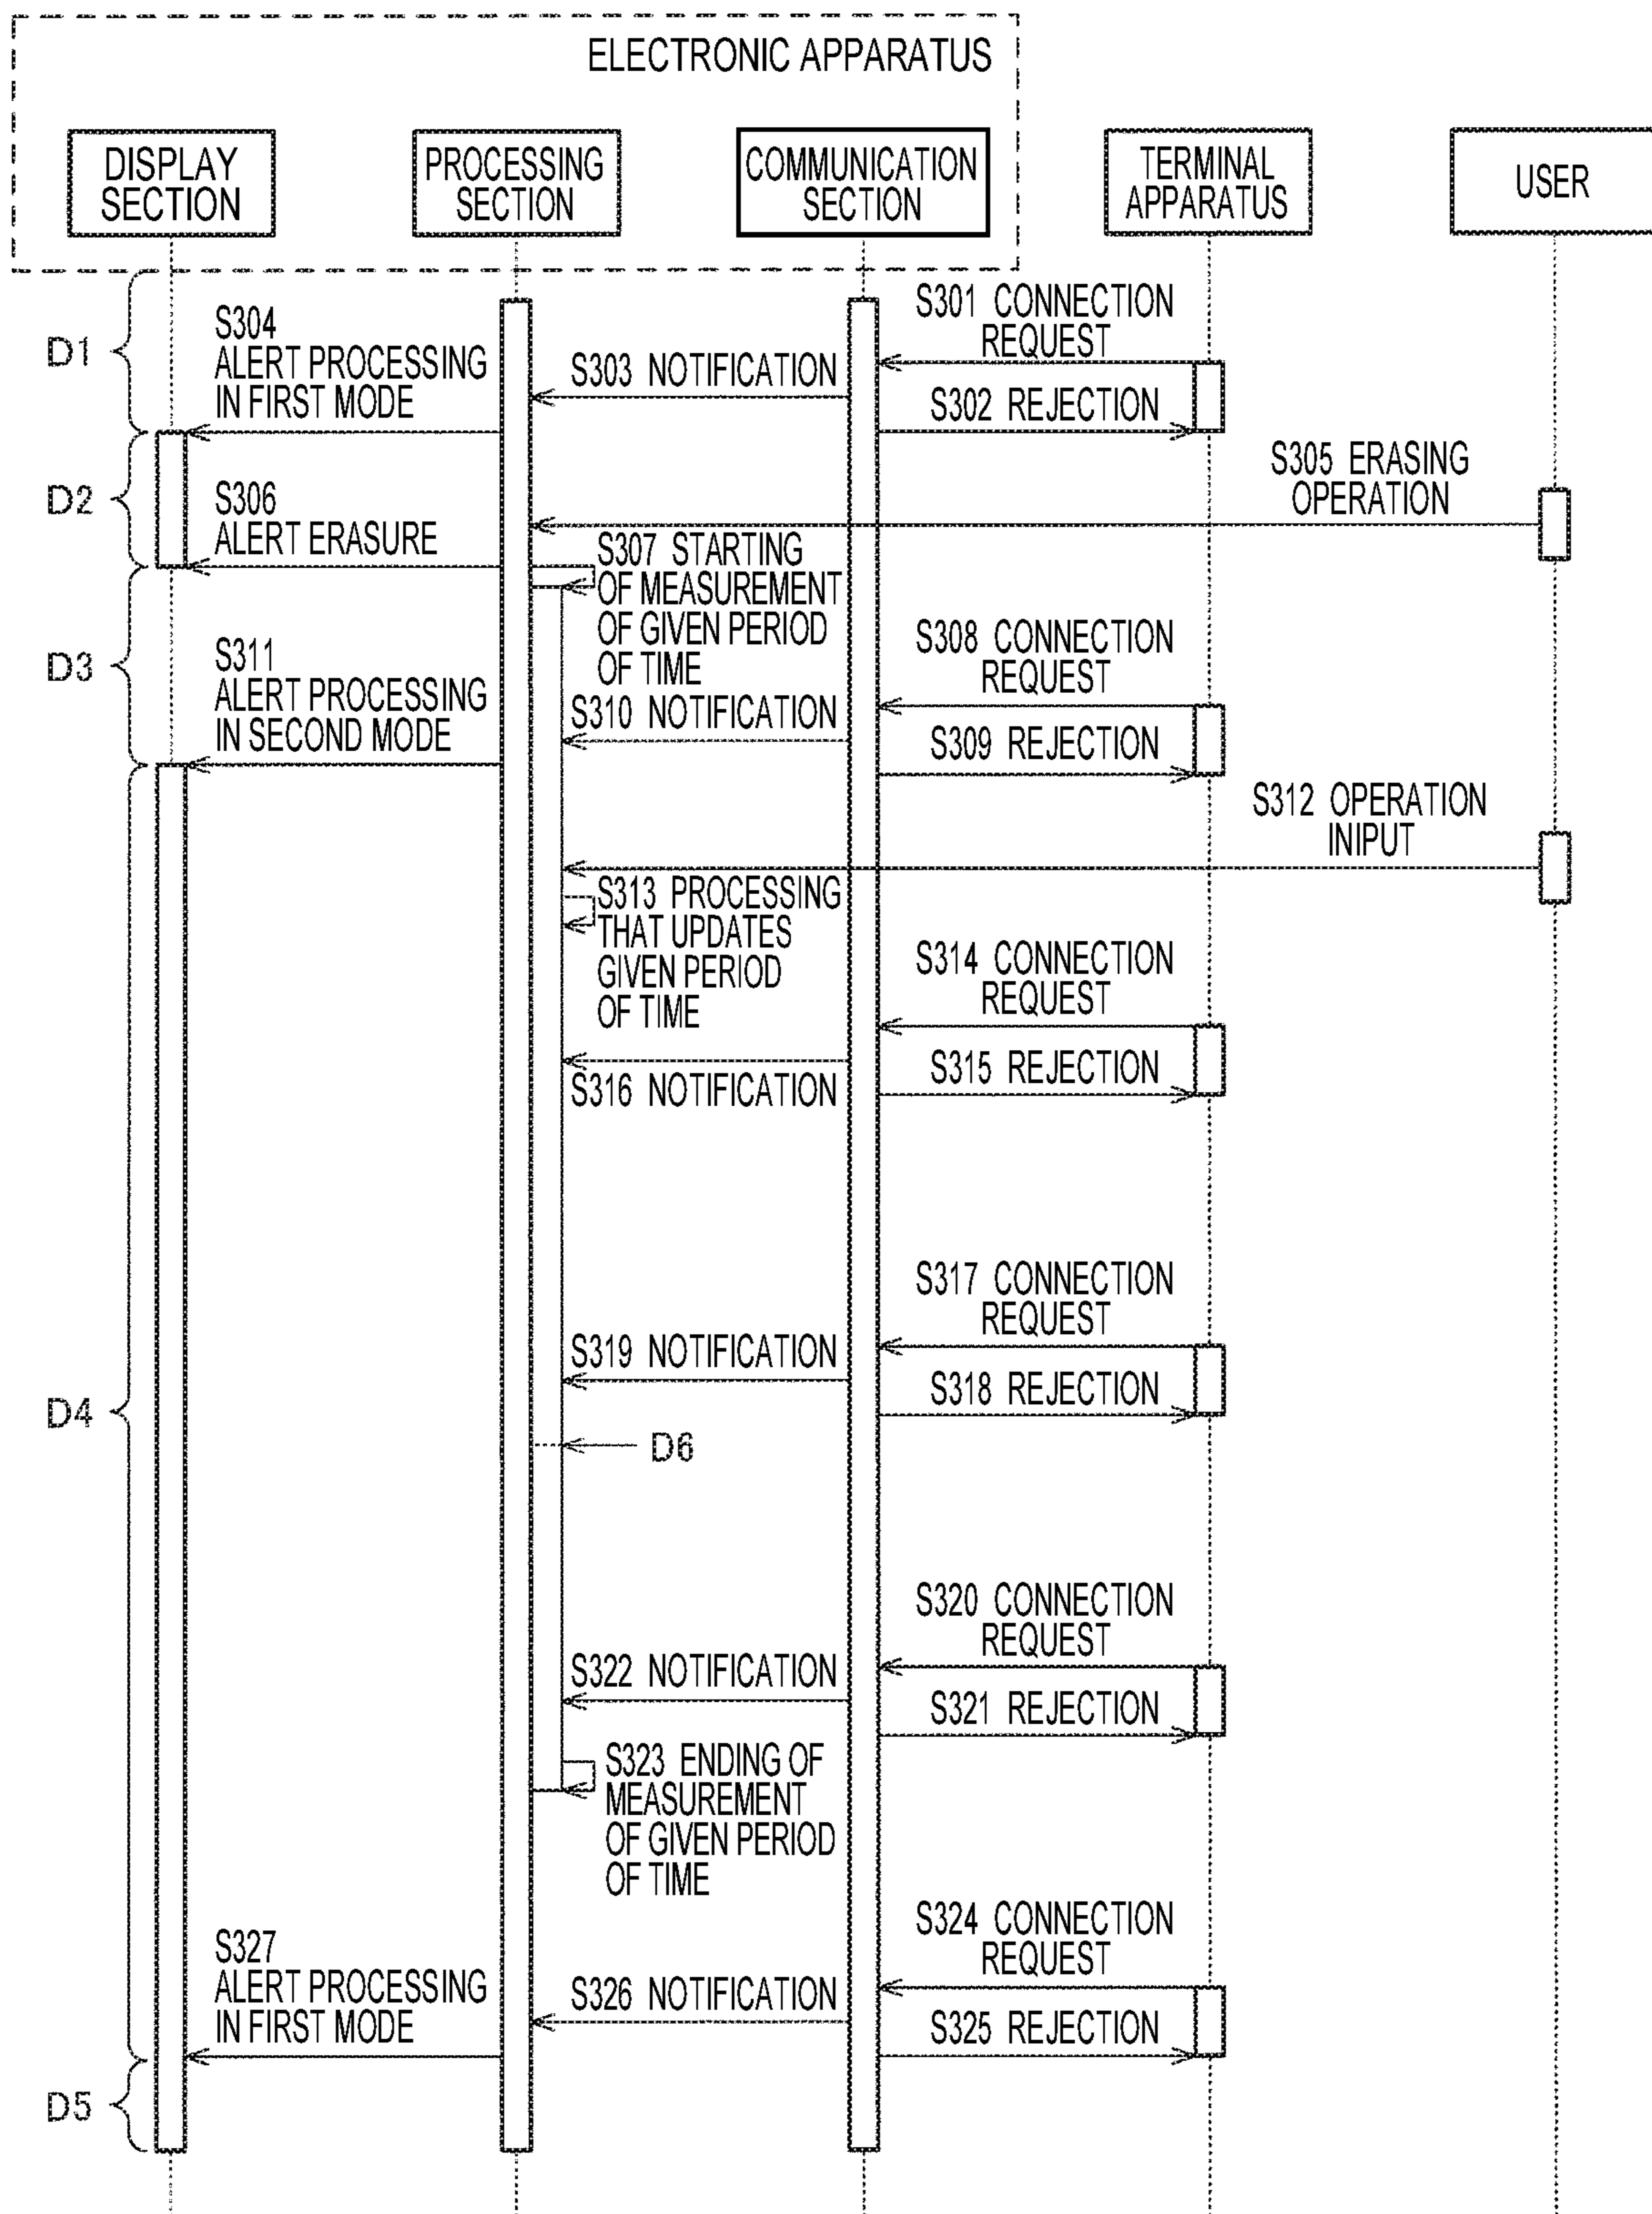 ELECTRONIC APPARATUS
DISPLAY
SECTION
PROCESSING
SECTION
COMMUNICATION
SECTION
TERMINAL
APPARATUS
USER
D1
S304
ALERT PROCESSING
IN FIRST MODE
S303 NOTIFICATION
S301 CONNECTION
REQUEST
S302 REJECTION
D2
S306
ALERT ERASURE
S305 ERASING
OPERATION
S307 STARTING
OF MEASUREMENT
OF GIVEN PERIOD
OF TIME
D3
S311
ALERT PROCESSING
IN SECOND MODE
S308 CONNECTION
REQUEST
S310 NOTIFICATION
S309 REJECTION
S312 OPERATION
INIPUT
S313 PROCESSING
THAT UPDATES
GIVEN PERIOD
OF TIME
S314 CONNECTION
REQUEST
S315 REJECTION
S316 NOTIFICATION
S317 CONNECTION
REQUEST
S319 NOTIFICATION
S318 REJECTION
D4
D6
S320 CONNECTION
REQUEST
S322 NOTIFICATION
S321 REJECTION
S323 ENDING OF
MEASUREMENT
OF GIVEN PERIOD
OF TIME
S324 CONNECTION
REQUEST
S327
ALERT PROCESSING
IN FIRST MODE
S326 NOTIFICATION
S325 REJECTION
D5